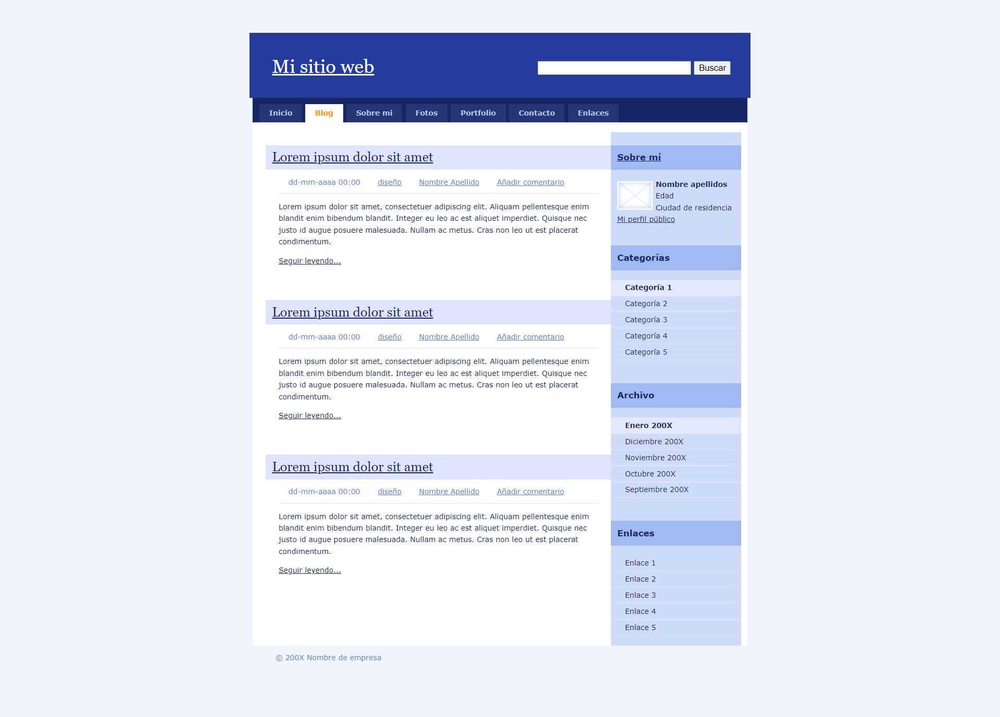 Mi sitio web
Buscar
Inicio Blog Sobre mi Fotos Portfolio Contacto Enlaces
Lorem ipsum dolor sit amet
dd-mm-aaaa 00:00 diseño Nombre Apellido Añadir comentario
Lorem ipsum dolor sit amet, consectetuer adipiscing elit. Aliquam pellentesque enim
blandit enim bibendum blandit. Integer eu leo ac est aliquet imperdiet. Quisque nec
justo id augue posuere malesuada. Nullam ac metus. Cras non leo ut est placerat
condimentum.
Seguir leyendo...
Lorem ipsum dolor sit amet
dd-mm-aaaa 00:00 diseño Nombre Apellido Añadir comentario
Lorem ipsum dolor sit amet, consectetuer adipiscing elit. Aliquam pellentesque enim
blandit enim bibendum blandit. Integer eu leo ac est aliquet imperdiet. Quisque nec
justo id augue posuere malesuada. Nullam ac metus. Cras non leo ut est placerat
condimentum.
Seguir leyendo...
Lorem ipsum dolor sit amet
dd-mm-aaaa 00:00 diseño Nombre Apellido Añadir comentario
Lorem ipsum dolor sit amet, consectetuer adipiscing elit. Aliquam pellentesque enim
blandit enim bibendum blandit. Integer eu leo ac est aliquet imperdiet. Quisque nec
justo id augue posuere malesuada. Nullam ac metus. Cras non leo ut est placerat
condimentum.
Seguir leyendo...
Sobre mí
Nombre apellidos
Edad
Ciudad de residencia
Mi perfil público
Categorías
Categoría 1
Categoría 2
Categoría 3
Categoría 4
Categoría 5
Archivo
Enero 200X
Diciembre 200X
Noviembre 200X
Octubre 200X
Septiembre 200X
Enlaces
Enlace 1
Enlace 2
Enlace 3
Enlace 4
Enlace 5
© 200X Nombre de empresa